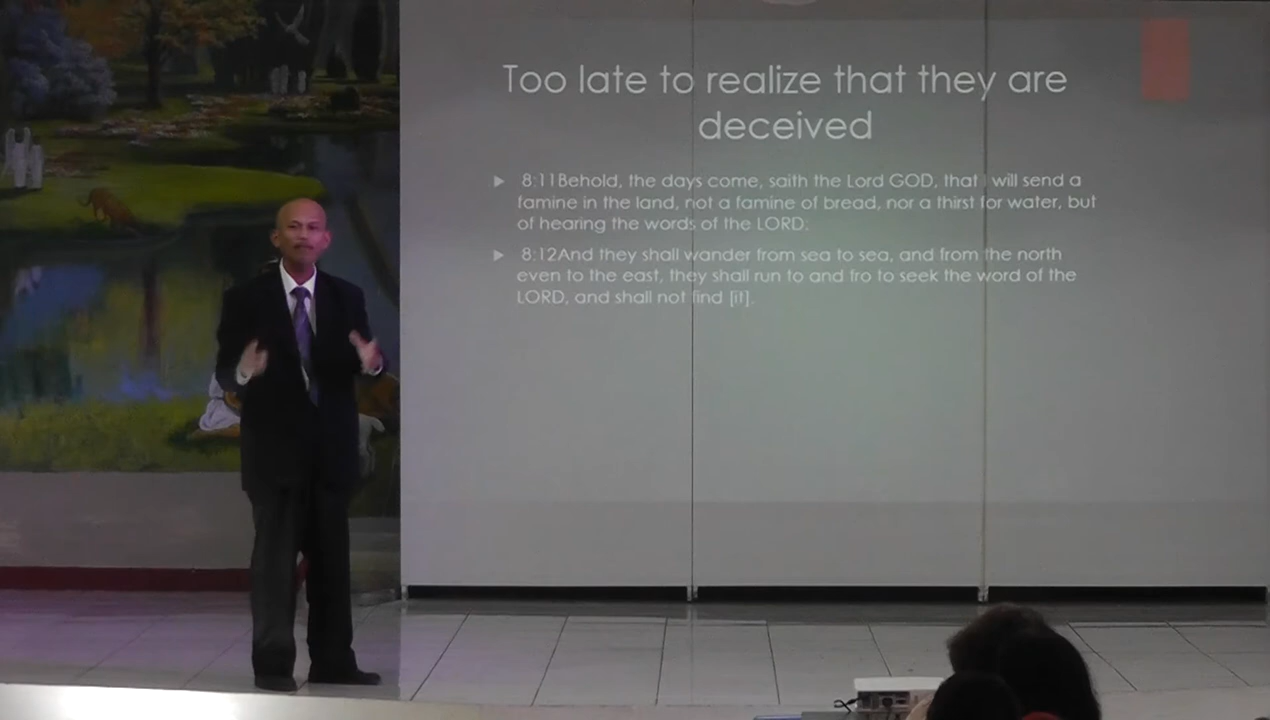 Too late to realize that they are
deceived
8:11Behold, the days come, saith the Lord GOD, that I will send a
famine in the land, not a famine of bread, nor a thirst for water, but
of hearing the words of the LORD:
8:12And they shall wander from sea to sea, and from the north
even to the east, they shall run to and fro to seek the word of the
LORD, and shall not find [it].